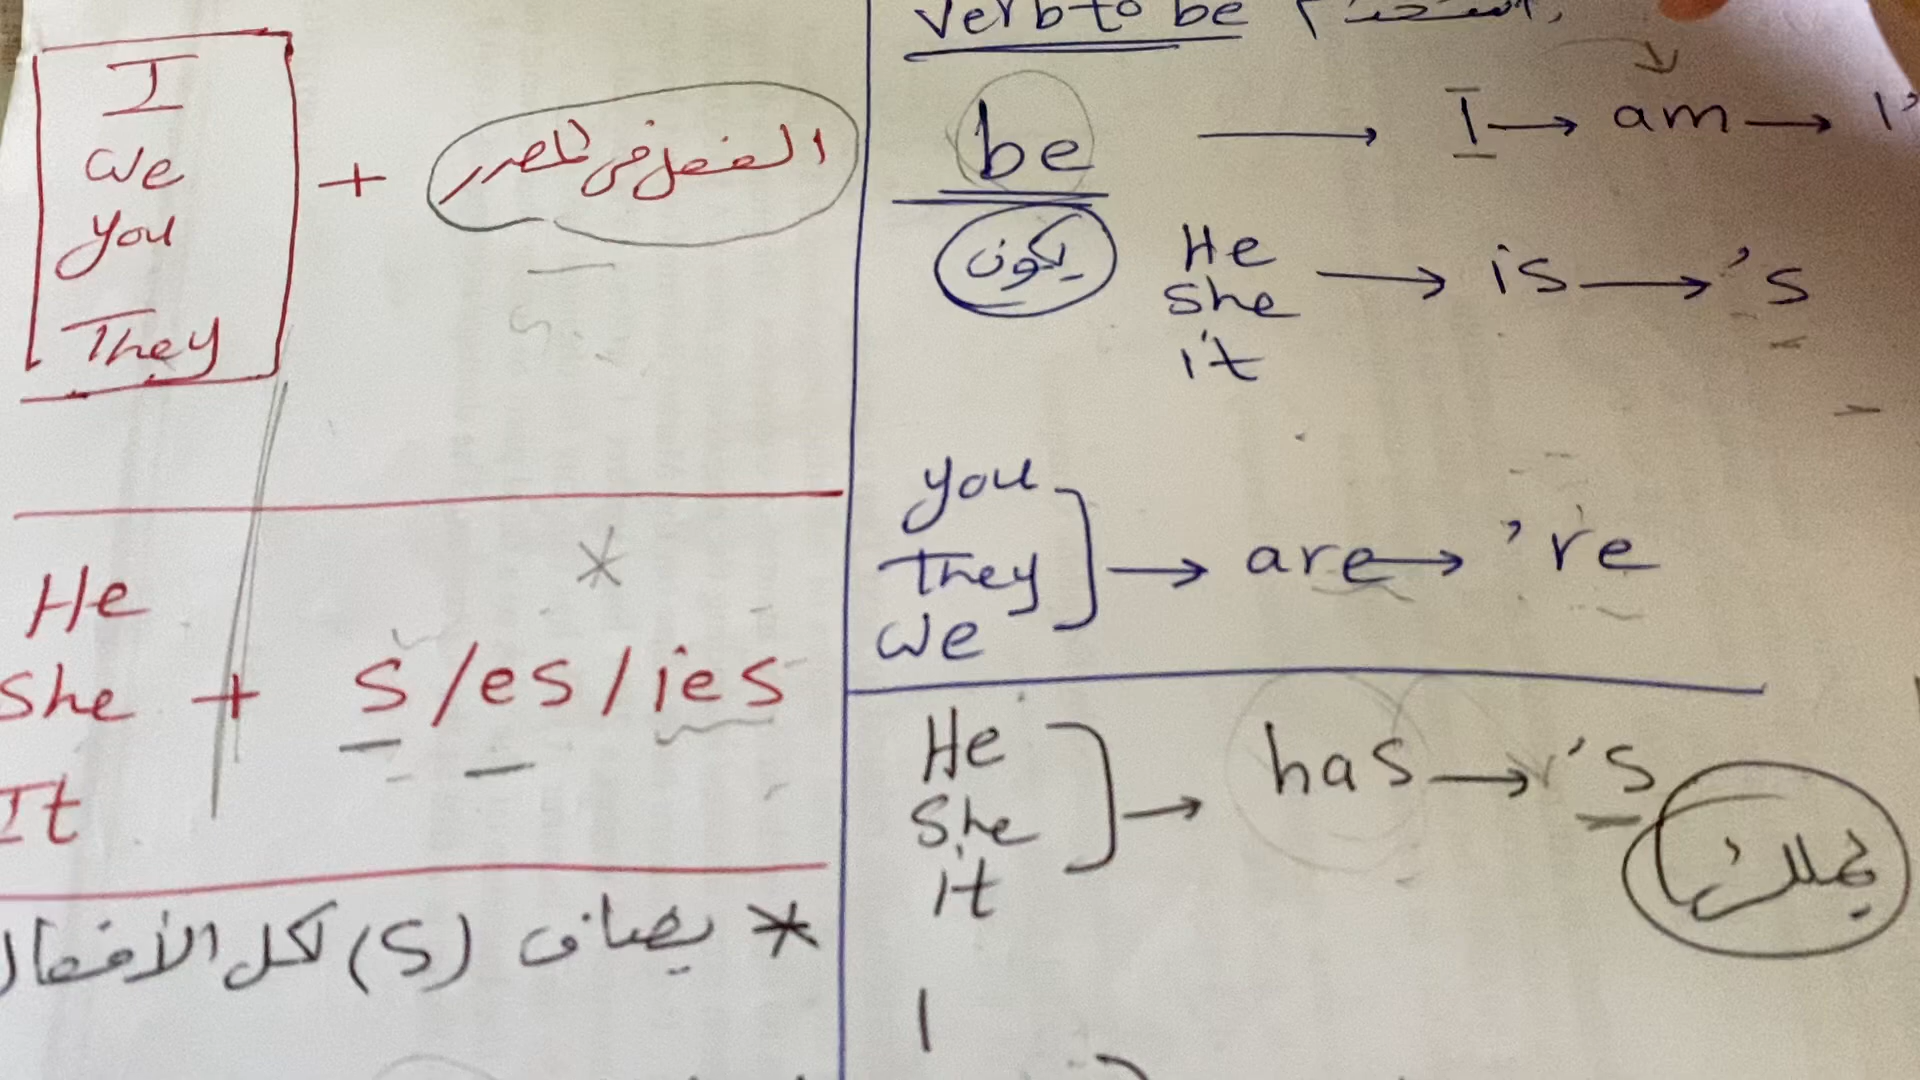 I
we
you
They
+ الفعل في المصدر
He
She
It
+ s/es/ies
* يضاف (S) لكل الأفعال
verb to be استخدام
be → I → am → I'
يكون
He
she
it
→ is → 's
you
They
we
→ are → 're
He
She
it
→ has → 's
يملك
I